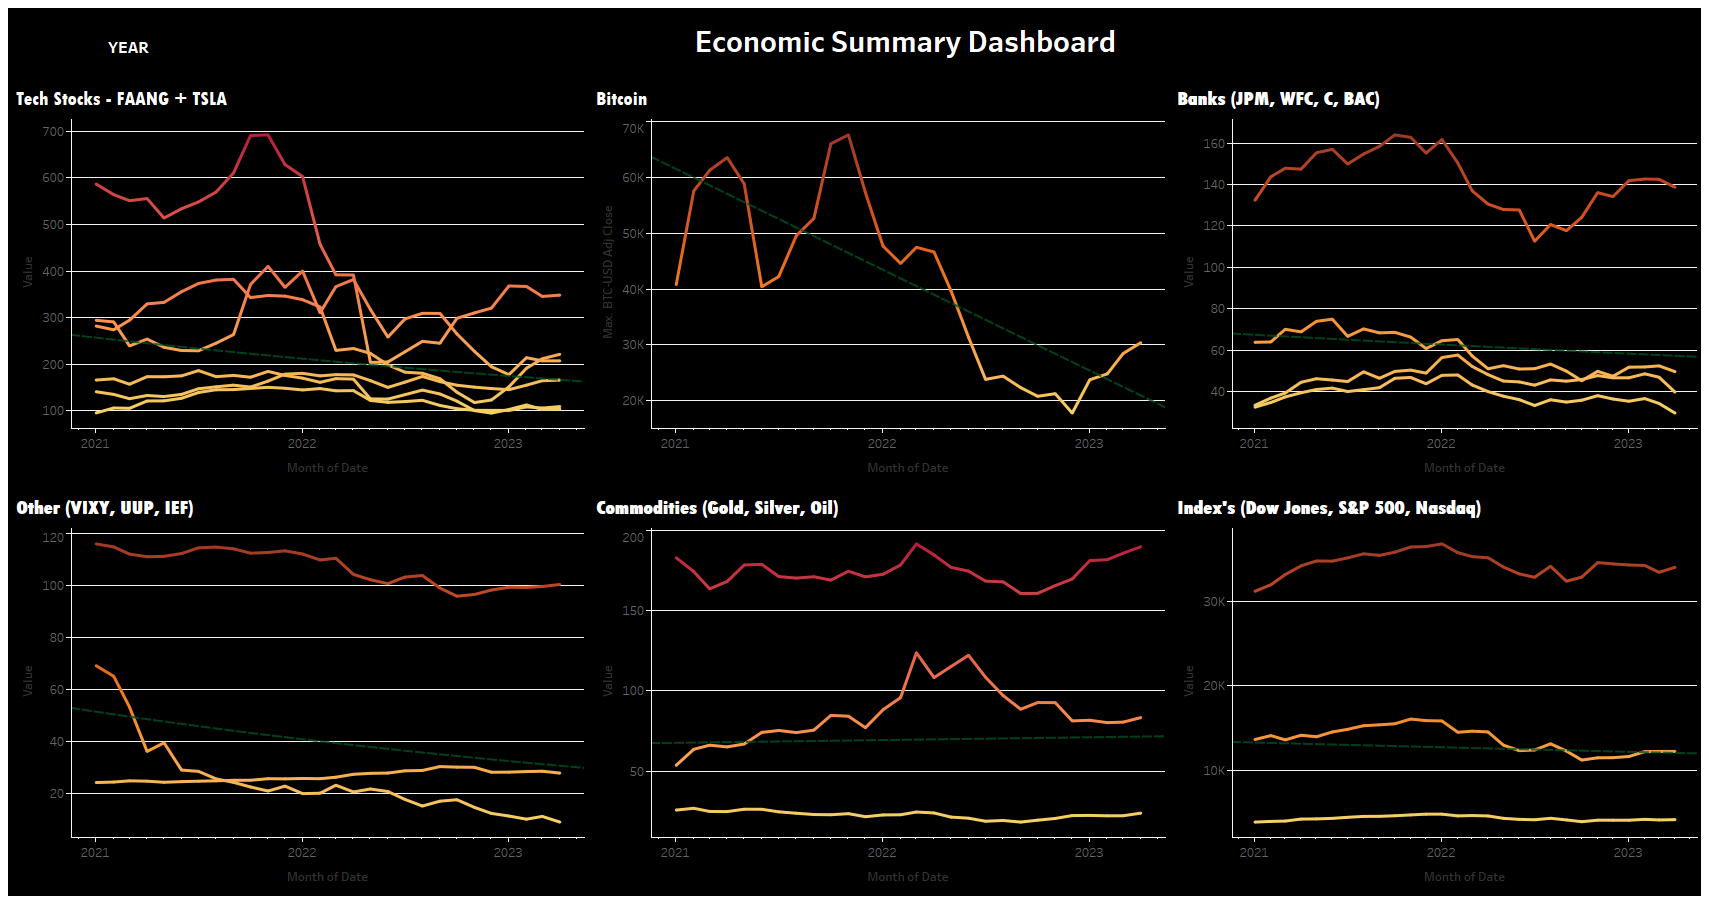 YEAR
Economic Summary Dashboard
Tech Stocks - FAANG + TSLA
Value
700
600
500
400
300
200
100
2021
2022
2023
Month of Date
Bitcoin
Max. BTC-USD Adj Close
70K
60K
50K
40K
30K
20K
2021
2022
2023
Month of Date
Banks (JPM, WFC, C, BAC)
Value
160
140
120
100
80
60
40
2021
2022
2023
Month of Date
Other (VIXY, UUP, IEF)
Value
120
100
80
60
40
20
2021
2022
2023
Month of Date
Commodities (Gold, Silver, Oil)
Value
200
150
100
50
2021
2022
2023
Month of Date
Index's (Dow Jones, S&P 500, Nasdaq)
Value
30K
20K
10K
2021
2022
2023
Month of Date